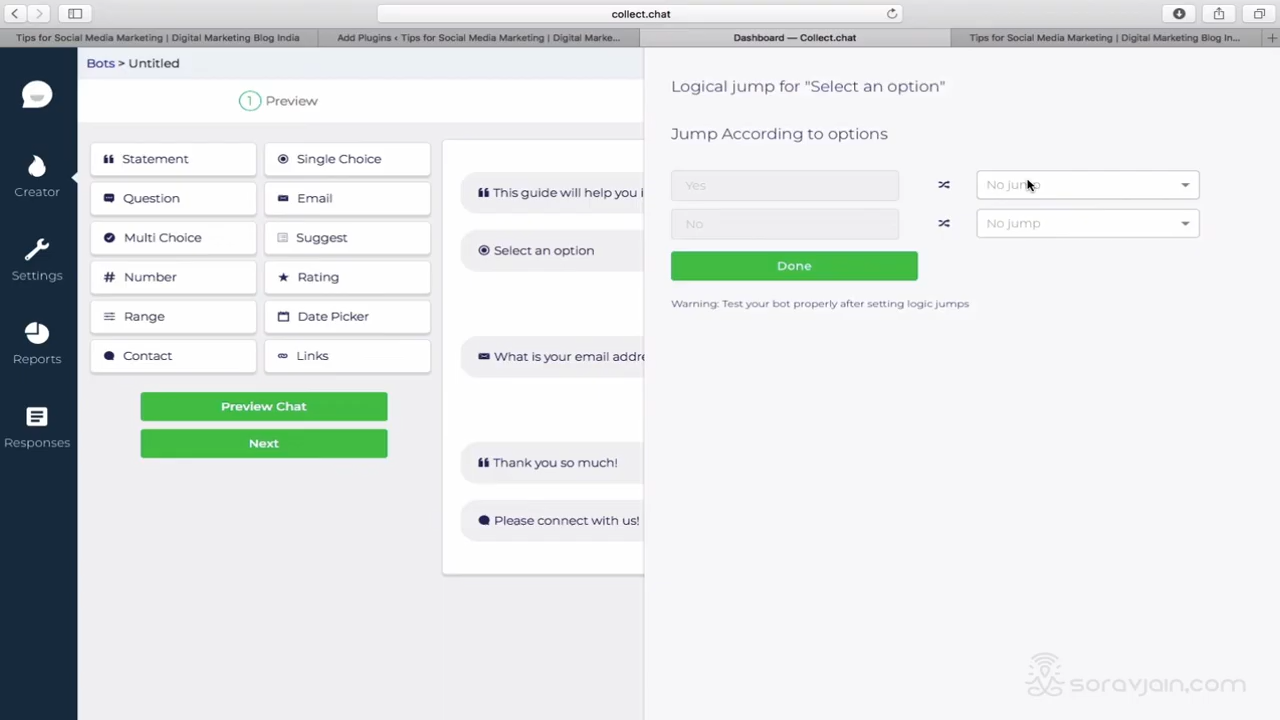 collect.chat
Tips for Social Media Marketing | Digital Marketing Blog India
Add Plugins ‹ Tips for Social Media Marketing | Digital Marke...
Dashboard — Collect.chat
Tips for Social Media Marketing | Digital Marketing Blog In...
Bots > Untitled
1 Preview
Creator
Settings
Reports
Responses
Statement
Single Choice
Question
Email
Multi Choice
Suggest
# Number
Rating
Range
Date Picker
Contact
Links
Preview Chat
Next
This guide will help you i
Select an option
What is your email addre
Thank you so much!
Please connect with us!
Logical jump for "Select an option"
Jump According to options
Yes
No jump
No
No jump
Done
Warning: Test your bot properly after setting logic jumps
soravjain.com